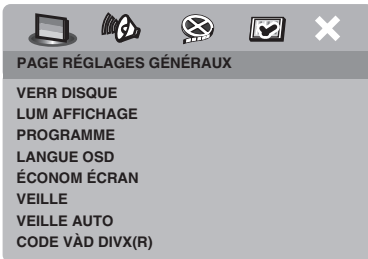 PAGE RÉGLAGES GÉNÉRAUX
VERR DISQUE
LUM AFFICHAGE
PROGRAMME
LANGUE OSD
ÉCONOM ÉCRAN
VEILLE
VEILLE AUTO
CODE VÀD DIVX(R)